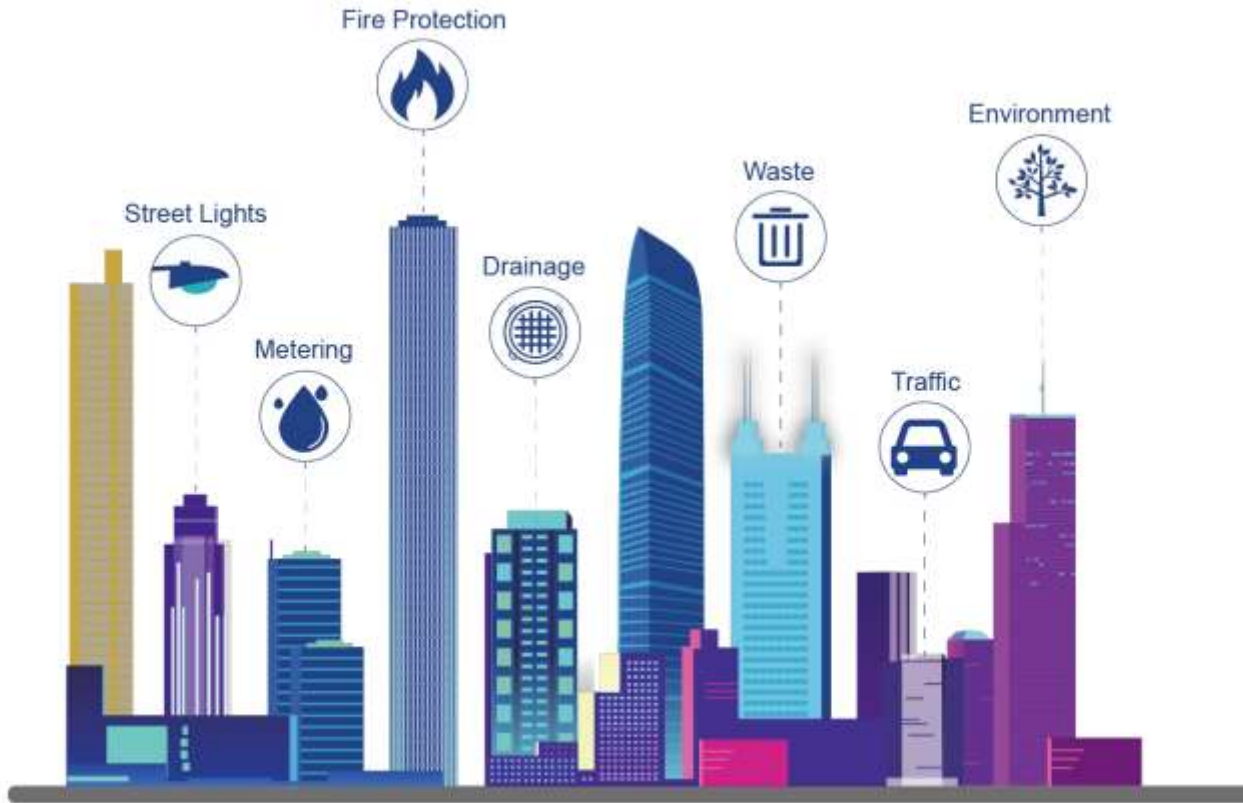 Fire Protection
Environment
Waste
Street Lights
Drainage
Metering
Traffic